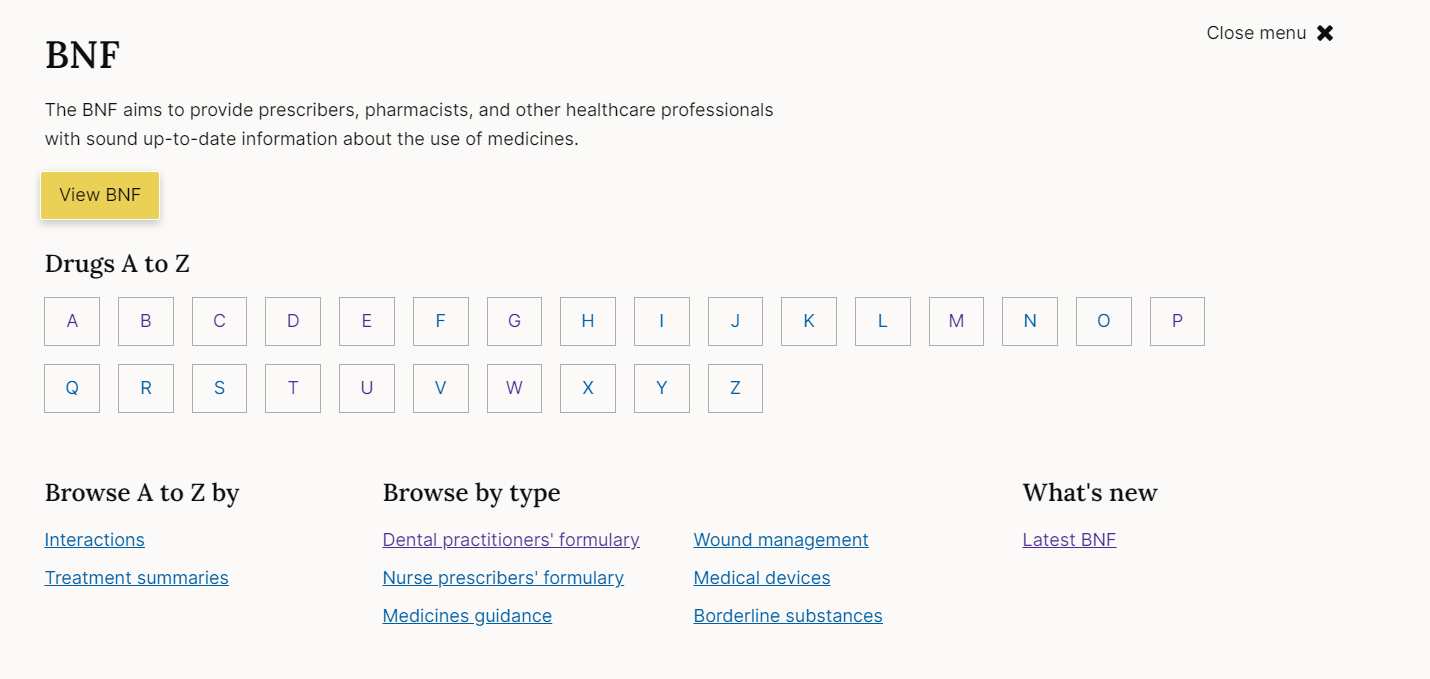 Close menu
BNF
The BNF aims to provide prescribers, pharmacists, and other healthcare professionals
with sound up-to-date information about the use of medicines.
View BNF
Drugs A to Z
A B C D E F G H I J K L M N O P
Q R S T U V W X Y Z
Browse A to Z by
Interactions
Treatment summaries
Browse by type
Dental practitioners' formulary
Nurse prescribers' formulary
Medicines guidance
Wound management
Medical devices
Borderline substances
What's new
Latest BNF